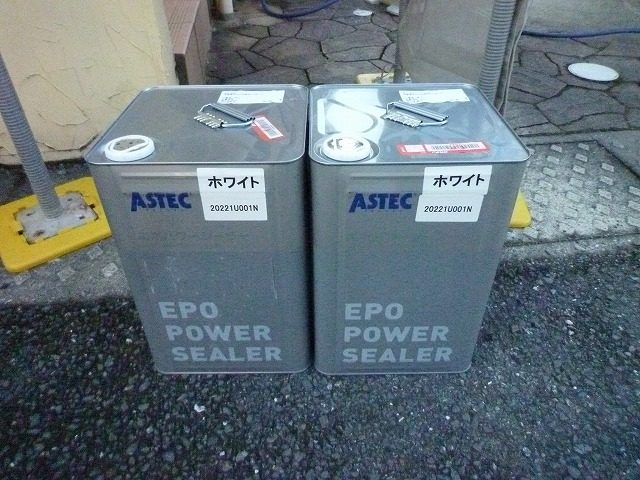 ホワイト
20221U001N
ASTEC
EPO
POWER
SEALER
ホワイト
20221U001N
ASTEC
EPO
POWER
SEALER